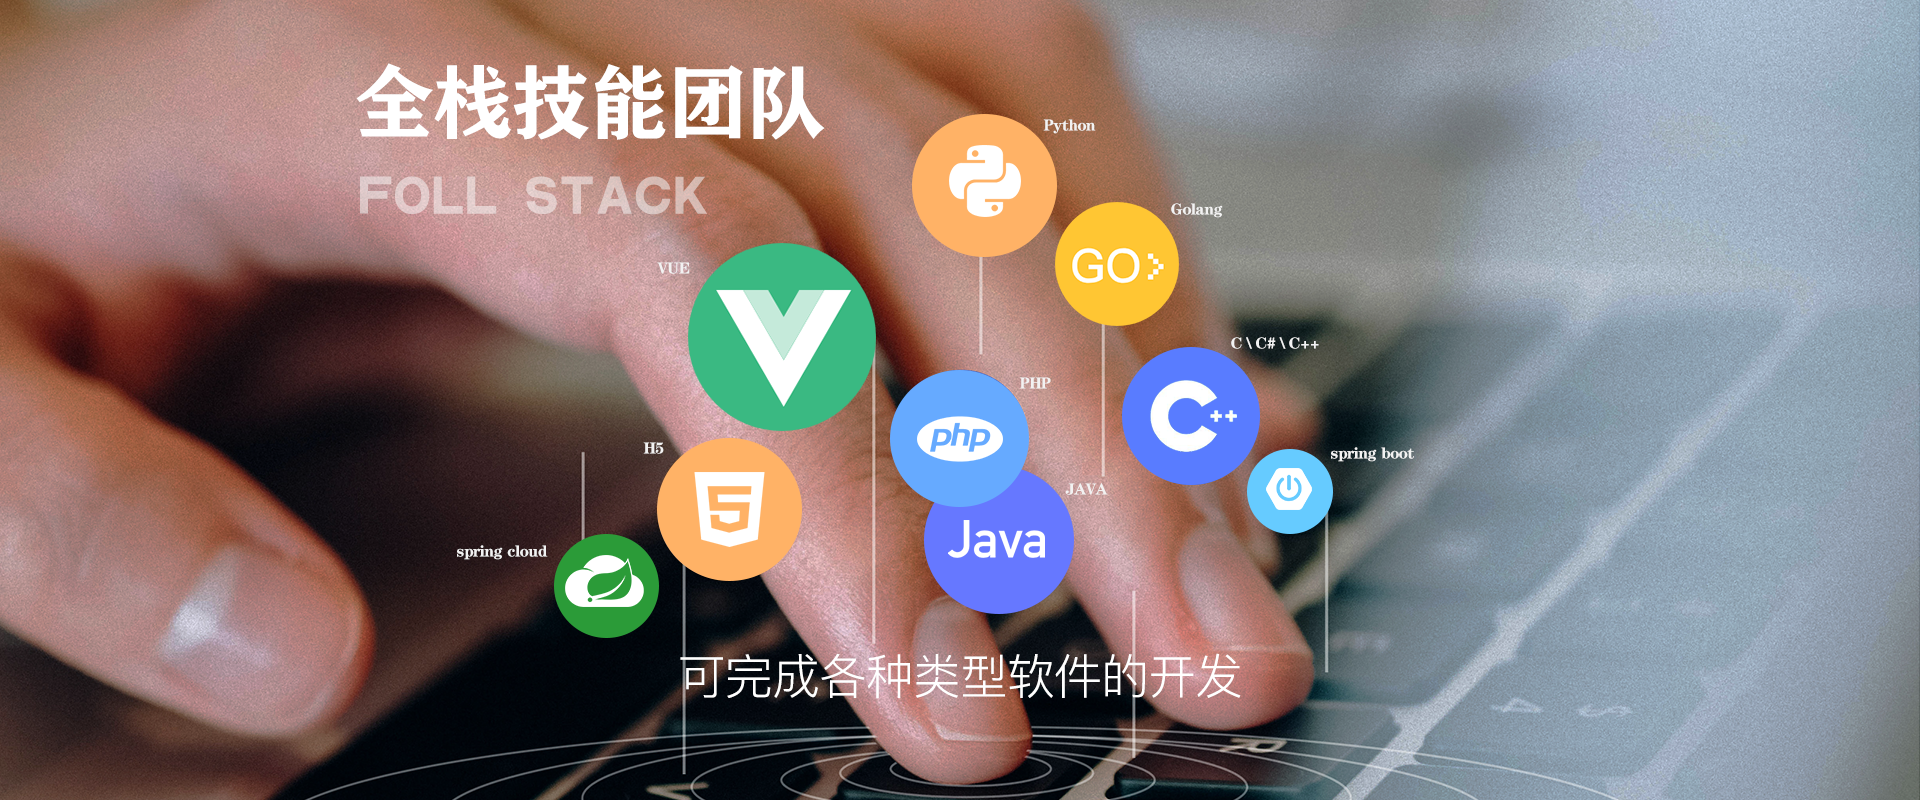 全栈技能团队
FOLL STACK
Python
Golang
GO
VUE
C\C#\C++
C++
PHP
php
H5
5
spring boot
JAVA
Java
spring cloud
可完成各种类型软件的开发